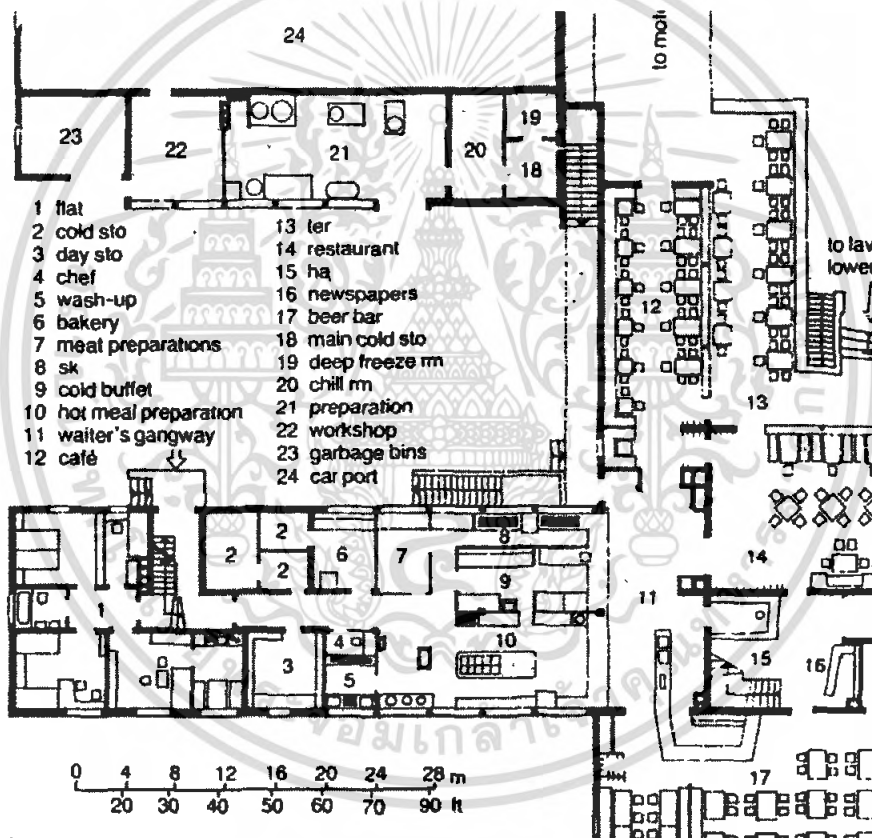 24
to mot
23
22
21
20
19
18
1 flat
2 cold sto
3 day sto
4 chef
5 wash-up
6 bakery
7 meat preparations
8 sk
9 cold buffet
10 hot meal preparation
11 waiter's gangway
12 café
13 ter
14 restaurant
15 ha
16 newspapers
17 beer bar
18 main cold sto
19 deep freeze rm
20 chill rm
21 preparation
22 workshop
23 garbage bins
24 car port
12
to lav
lower
13
2
2
2
6
7
8
9
14
1
11
10
4
3
5
15
16
17
0 4 8 12 16 20 24 28 m
20 30 40 50 60 70 90 ft